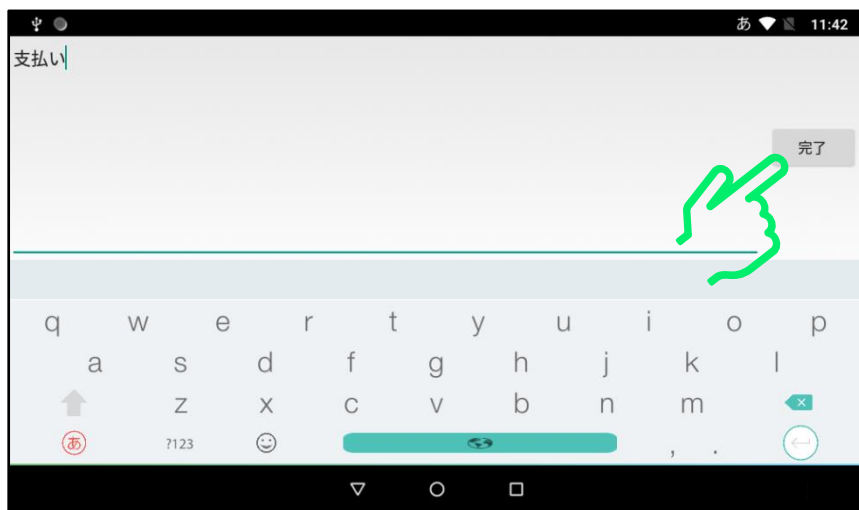 あ 11:42
支払い
完了
q w e r t y u i o p
a s d f g h j k l
z x c v b n m
あ ?123 , .